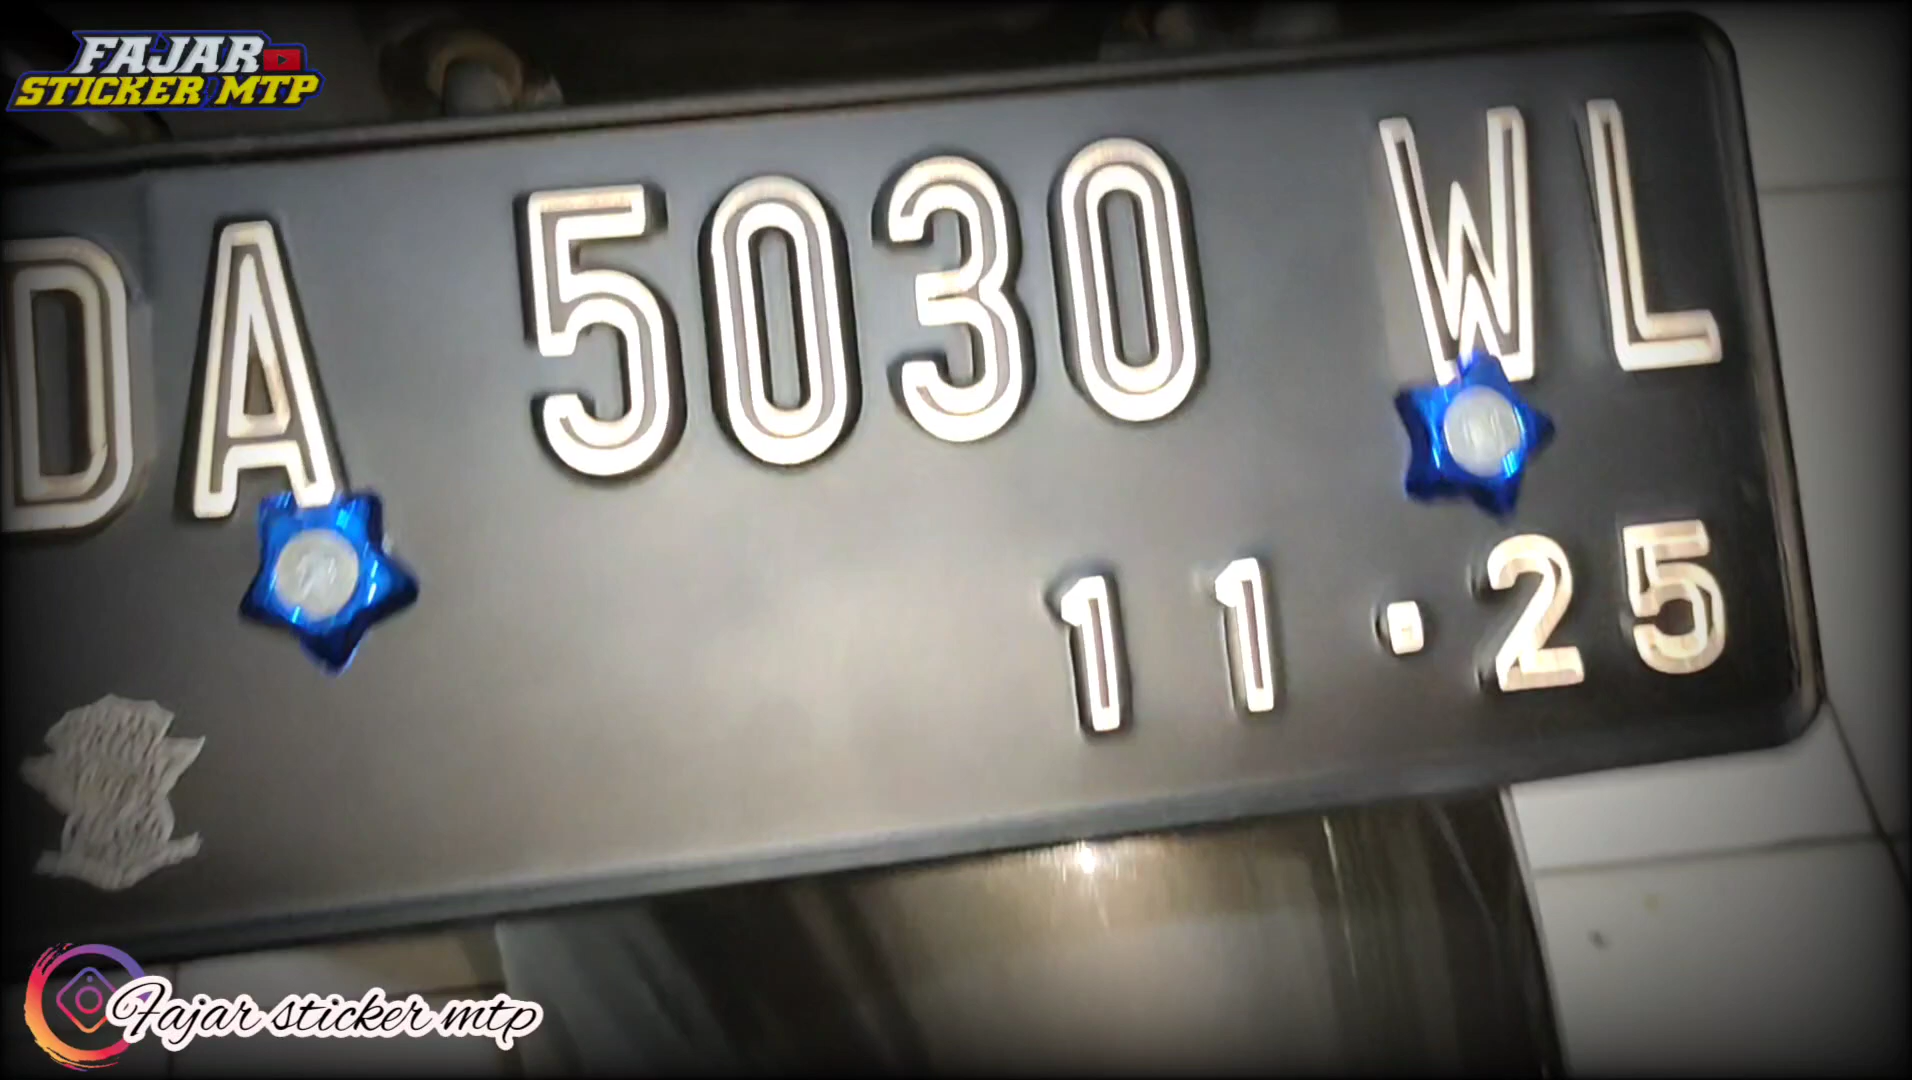 FAJAR
STICKER MTP
DA 5030 WL
11·25
Fajar sticker mtp